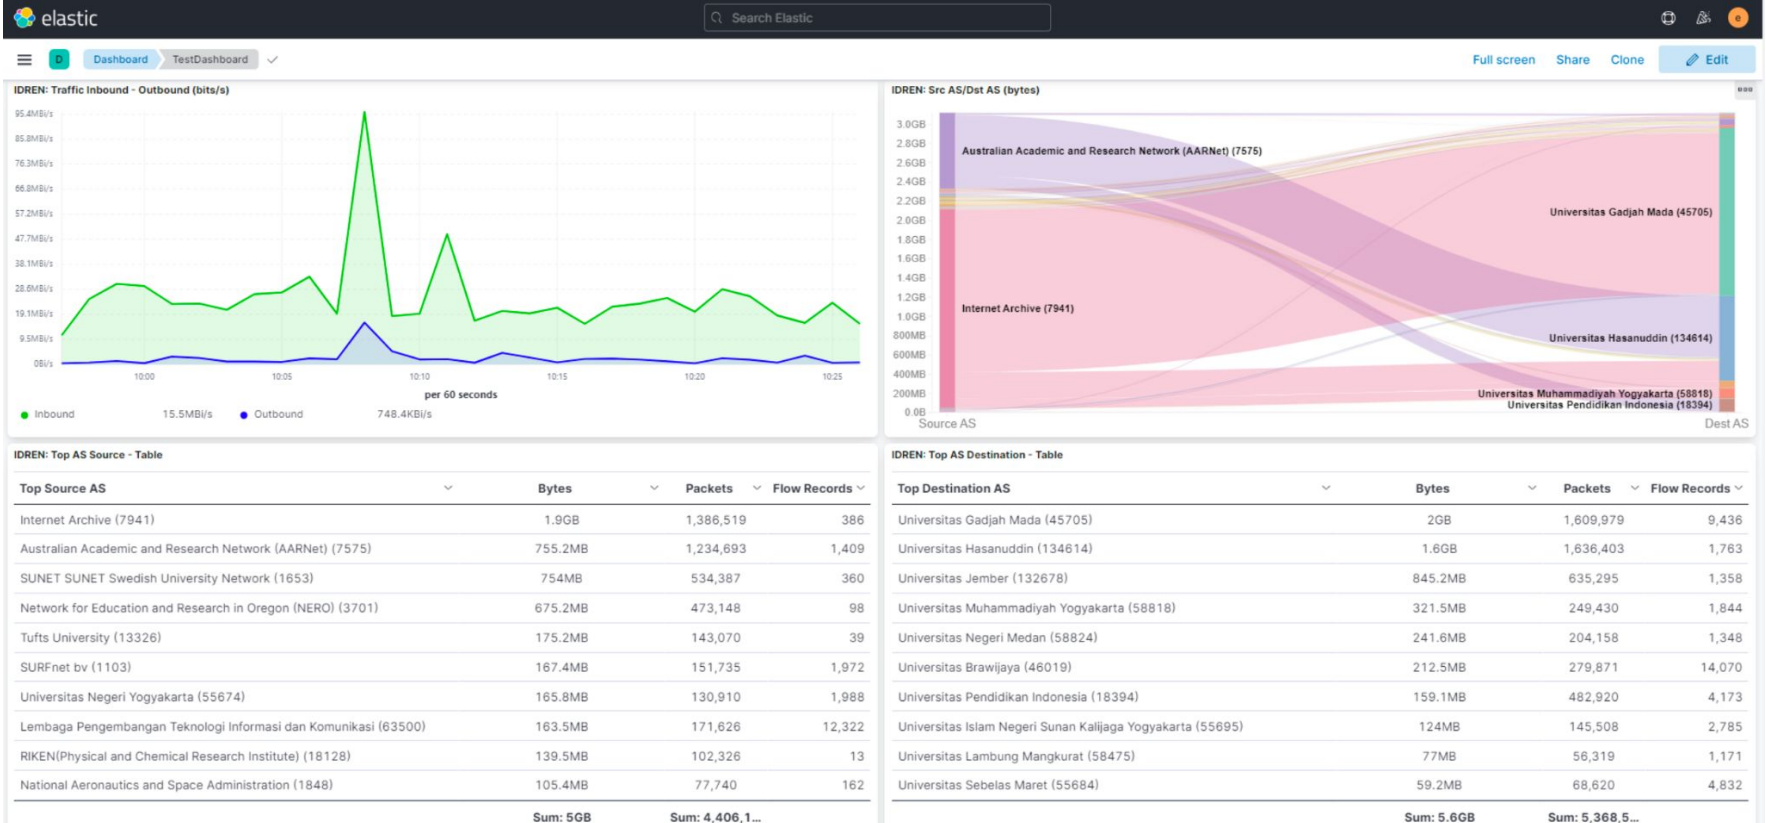 elastic
Search Elastic
e
D
Dashboard
TestDashboard
Full screen
Share
Clone
Edit
IDREN: Traffic Inbound - Outbound (bits/s)
95.4MBi/s
85.8MBi/s
76.3MBi/s
66.8MBi/s
57.2MBi/s
47.7MBi/s
38.1MBi/s
28.6MBi/s
19.1MBi/s
9.5MBi/s
0Bi/s
10:00 10:05 10:10 10:15 10:20 10:25
per 60 seconds
Inbound 15.5MBi/s Outbound 748.4KBi/s
IDREN: Src AS/Dst AS (bytes)
3.0GB
2.8GB
2.6GB
2.4GB
2.2GB
2.0GB
1.8GB
1.6GB
1.4GB
1.2GB
1.0GB
800MB
600MB
400MB
200MB
0.0B
Australian Academic and Research Network (AARNet) (7575)
Universitas Gadjah Mada (45705)
Internet Archive (7941)
Universitas Hasanuddin (134614)
Universitas Muhammadiyah Yogyakarta (58818)
Universitas Pendidikan Indonesia (18394)
Source AS Dest AS
IDREN: Top AS Source - Table
Top Source AS Bytes Packets Flow Records
Internet Archive (7941) 1.9GB 1,386,519 386
Australian Academic and Research Network (AARNet) (7575) 755.2MB 1,234,693 1,409
SUNET SUNET Swedish University Network (1653) 754MB 534,387 360
Network for Education and Research in Oregon (NERO) (3701) 675.2MB 473,148 98
Tufts University (13326) 175.2MB 143,070 39
SURFnet bv (1103) 167.4MB 151,735 1,972
Universitas Negeri Yogyakarta (55674) 165.8MB 130,910 1,988
Lembaga Pengembangan Teknologi Informasi dan Komunikasi (63500) 163.5MB 171,626 12,322
RIKEN(Physical and Chemical Research Institute) (18128) 139.5MB 102,326 13
National Aeronautics and Space Administration (1848) 105.4MB 77,740 162
Sum: 5GB Sum: 4,406,1...
IDREN: Top AS Destination - Table
Top Destination AS Bytes Packets Flow Records
Universitas Gadjah Mada (45705) 2GB 1,609,979 9,436
Universitas Hasanuddin (134614) 1.6GB 1,636,403 1,763
Universitas Jember (132678) 845.2MB 635,295 1,358
Universitas Muhammadiyah Yogyakarta (58818) 321.5MB 249,430 1,844
Universitas Negeri Medan (58824) 241.6MB 204,158 1,348
Universitas Brawijaya (46019) 212.5MB 279,871 14,070
Universitas Pendidikan Indonesia (18394) 159.1MB 482,920 4,173
Universitas Islam Negeri Sunan Kalijaga Yogyakarta (55695) 124MB 145,508 2,785
Universitas Lambung Mangkurat (58475) 77MB 56,319 1,171
Universitas Sebelas Maret (55684) 59.2MB 68,620 4,832
Sum: 5.6GB Sum: 5,368,5...